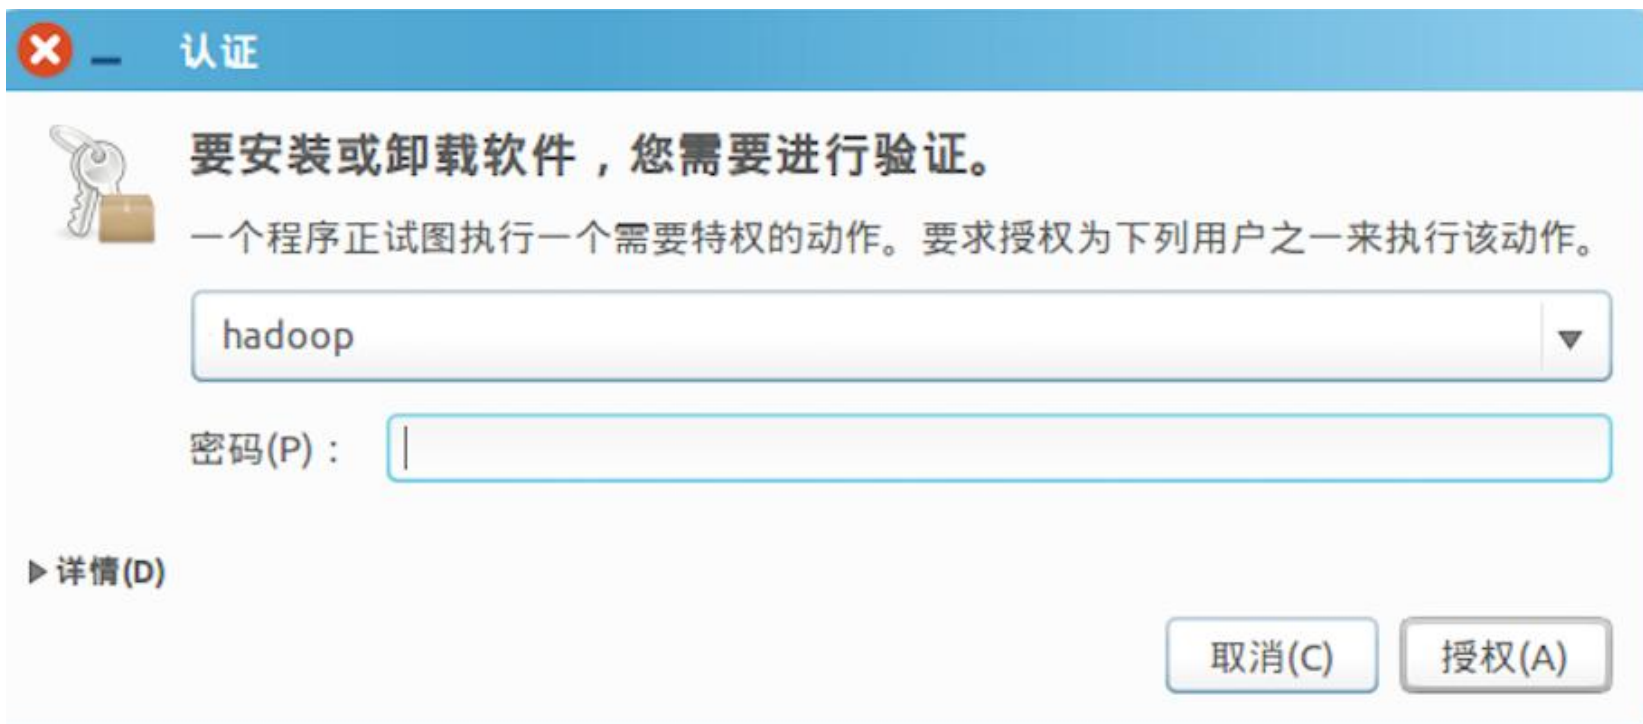 认证
要安装或卸载软件，您需要进行验证。
一个程序正试图执行一个需要特权的动作。要求授权为下列用户之一来执行该动作。
hadoop
密码(P)：
详情(D)
取消(C) 授权(A)